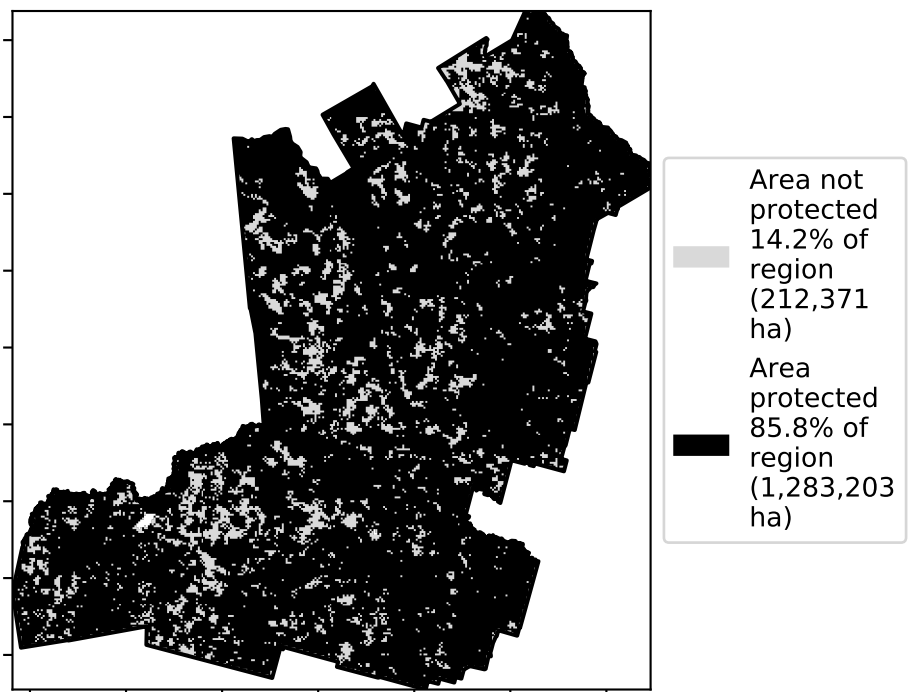 Area not
protected
14.2% of
region
(212,371
ha)
Area
protected
85.8% of
region
(1,283,203
ha)